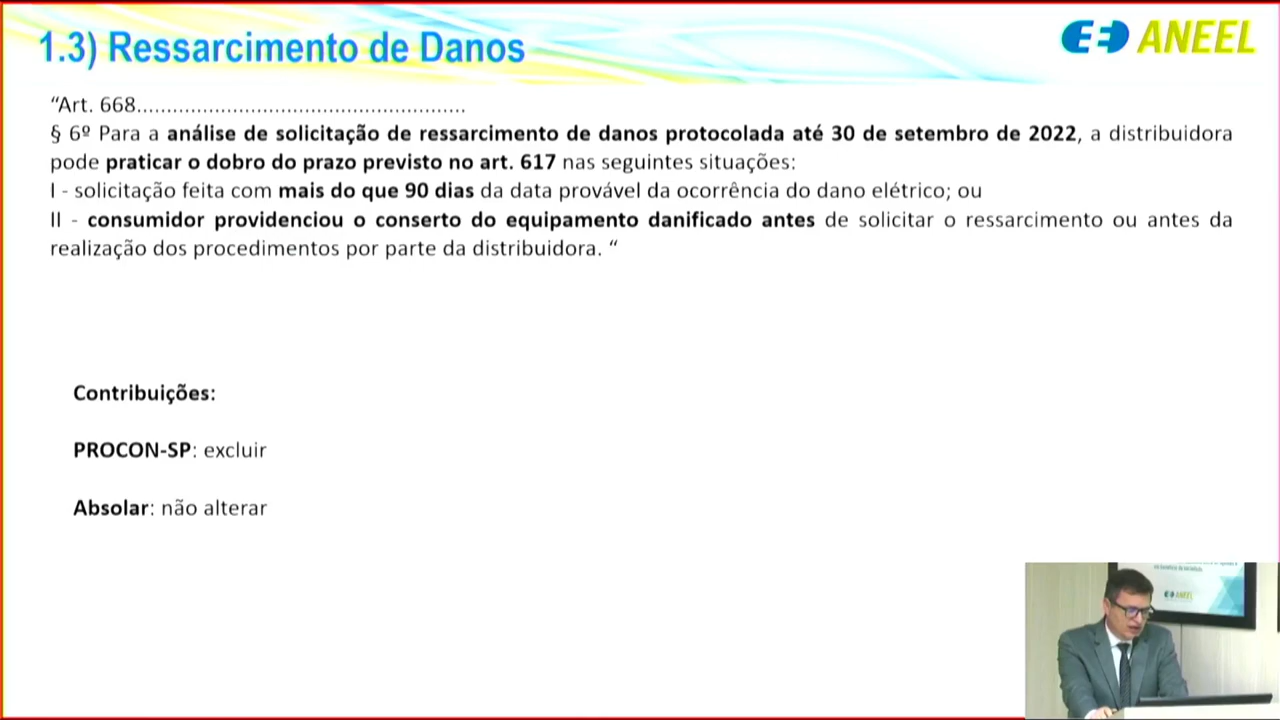 1.3) Ressarcimento de Danos
ANEEL
“Art. 668.......................................................
§ 6º Para a análise de solicitação de ressarcimento de danos protocolada até 30 de setembro de 2022, a distribuidora
pode praticar o dobro do prazo previsto no art. 617 nas seguintes situações:
I - solicitação feita com mais do que 90 dias da data provável da ocorrência do dano elétrico; ou
II - consumidor providenciou o conserto do equipamento danificado antes de solicitar o ressarcimento ou antes da
realização dos procedimentos por parte da distribuidora. “
Contribuições:
PROCON-SP: excluir
Absolar: não alterar
ANEEL